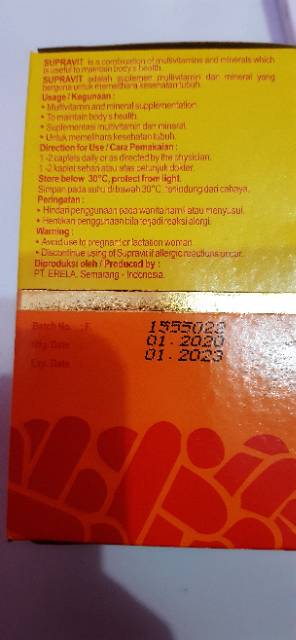 SUPRAVIT is a combination of multivitamins and minerals which
is useful to maintain body's health.
SUPRAVIT adalah suplemen multivitamin dan mineral yang
berguna untuk memelihara kesehatan tubuh.
Usage / Kegunaan :
• Multivitamin and mineral supplementation.
• To maintain body's health.
• Suplementasi multivitamin dan mineral.
• Untuk memelihara kesehatan tubuh.
Direction for Use / Cara Pemakaian :
1-2 caplets daily or as directed by the physician.
1-2 kaplet sehari atau atas petunjuk dokter.
Store below 30°C, protect from light.
Simpan pada suhu dibawah 30°C, terlindung dari cahaya.
Peringatan :
• Hindari penggunaan pada wanita hamil atau menyusui.
• Hentikan penggunaan bila terjadi reaksi alergi.
Warning :
• Avoid use to pregnant or lactation woman.
• Discontinue using of Supravit if allergic reactions occur.
Diproduksi oleh / Produced by :
PT. ERELA, Semarang - Indonesia.
Batch No. : F 1555022
Mfg. Date 01. 2020
Exp. Date 01. 2023